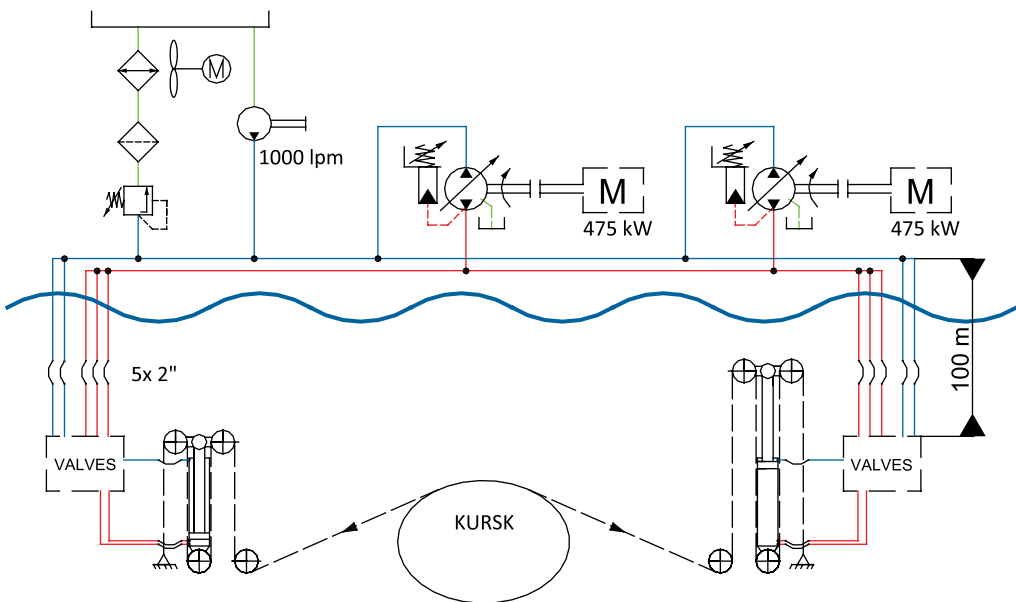 M
1000 lpm
M
475 kW
M
475 kW
5x 2"
100 m
VALVES
KURSK
VALVES